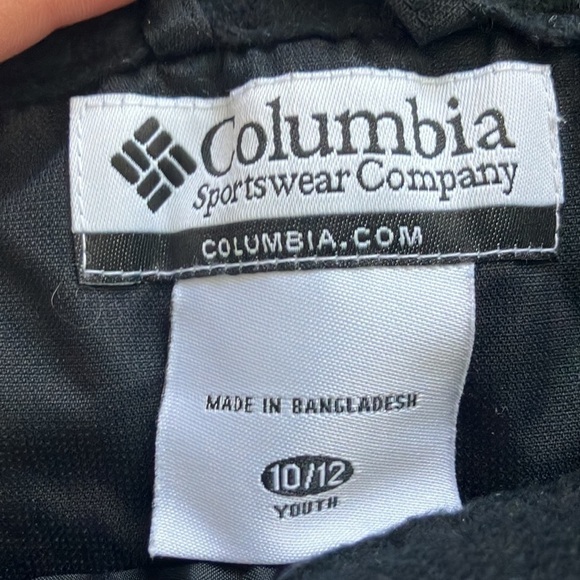 Columbia
Sportswear Company
COLUMBIA.COM
MADE IN BANGLADESH
10/12
YOUTH